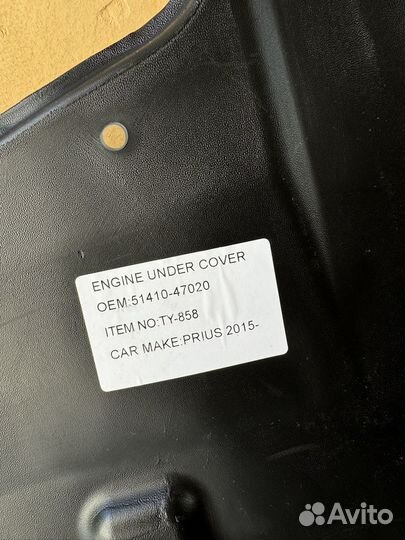 ENGINE UNDER COVER
OEM:51410-47020
ITEM NO:TY-858
CAR MAKE:PRIUS 2015-
Avito